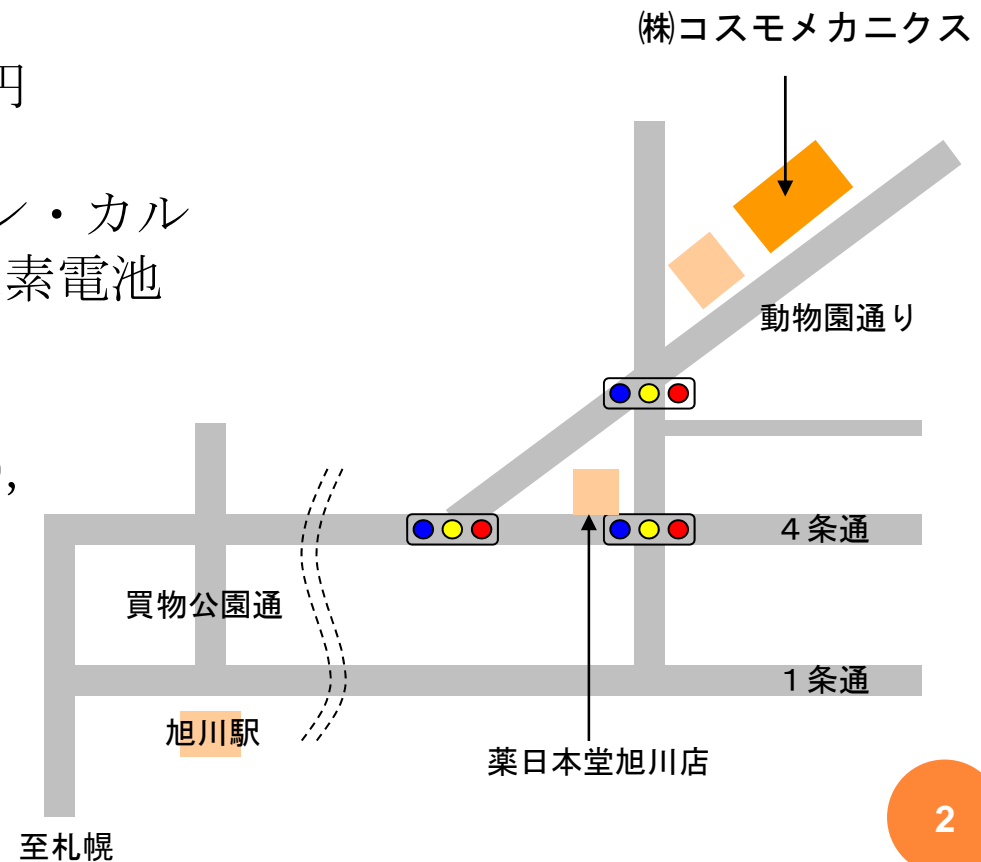 ㈱コスモメカニクス
円
ン・カル
素電池
,
動物園通り
４条通
買物公園通
１条通
旭川駅
薬日本堂旭川店
2
至札幌